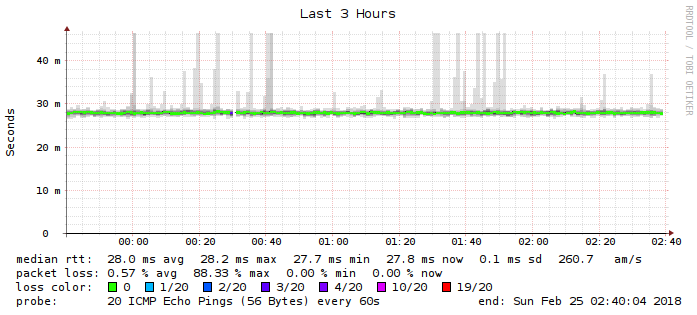 Last 3 Hours
RRDTOOL / TOBI OETIKER
Seconds
40 m
30 m
20 m
10 m
0
00:00 00:20 00:40 01:00 01:20 01:40 02:00 02:20 02:40
median rtt: 28.0 ms avg 28.2 ms max 27.7 ms min 27.8 ms now 0.1 ms sd 260.7 am/s
packet loss: 0.57 % avg 88.33 % max 0.00 % min 0.00 % now
loss color: 0 1/20 2/20 3/20 4/20 10/20 19/20
probe: 20 ICMP Echo Pings (56 Bytes) every 60s end: Sun Feb 25 02:40:04 2018